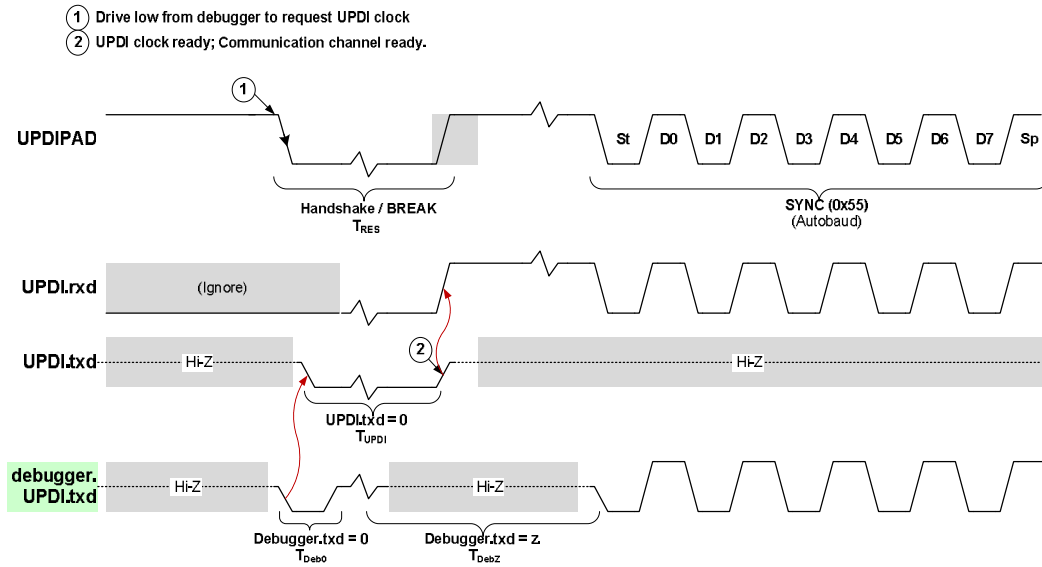 1 Drive low from debugger to request UPDI clock
2 UPDI clock ready; Communication channel ready.
1
UPDIPAD
St D0 D1 D2 D3 D4 D5 D6 D7 Sp
Handshake / BREAK
TRES
SYNC (0x55)
(Autobaud)
UPDI.rxd
(Ignore)
UPDI.txd
Hi-Z
2
Hi-Z
UPDI.txd = 0
TUPDI
debugger.
UPDI.txd
Hi-Z
Hi-Z
Debugger.txd = 0
TDeb0
Debugger.txd = z.
TDebZ